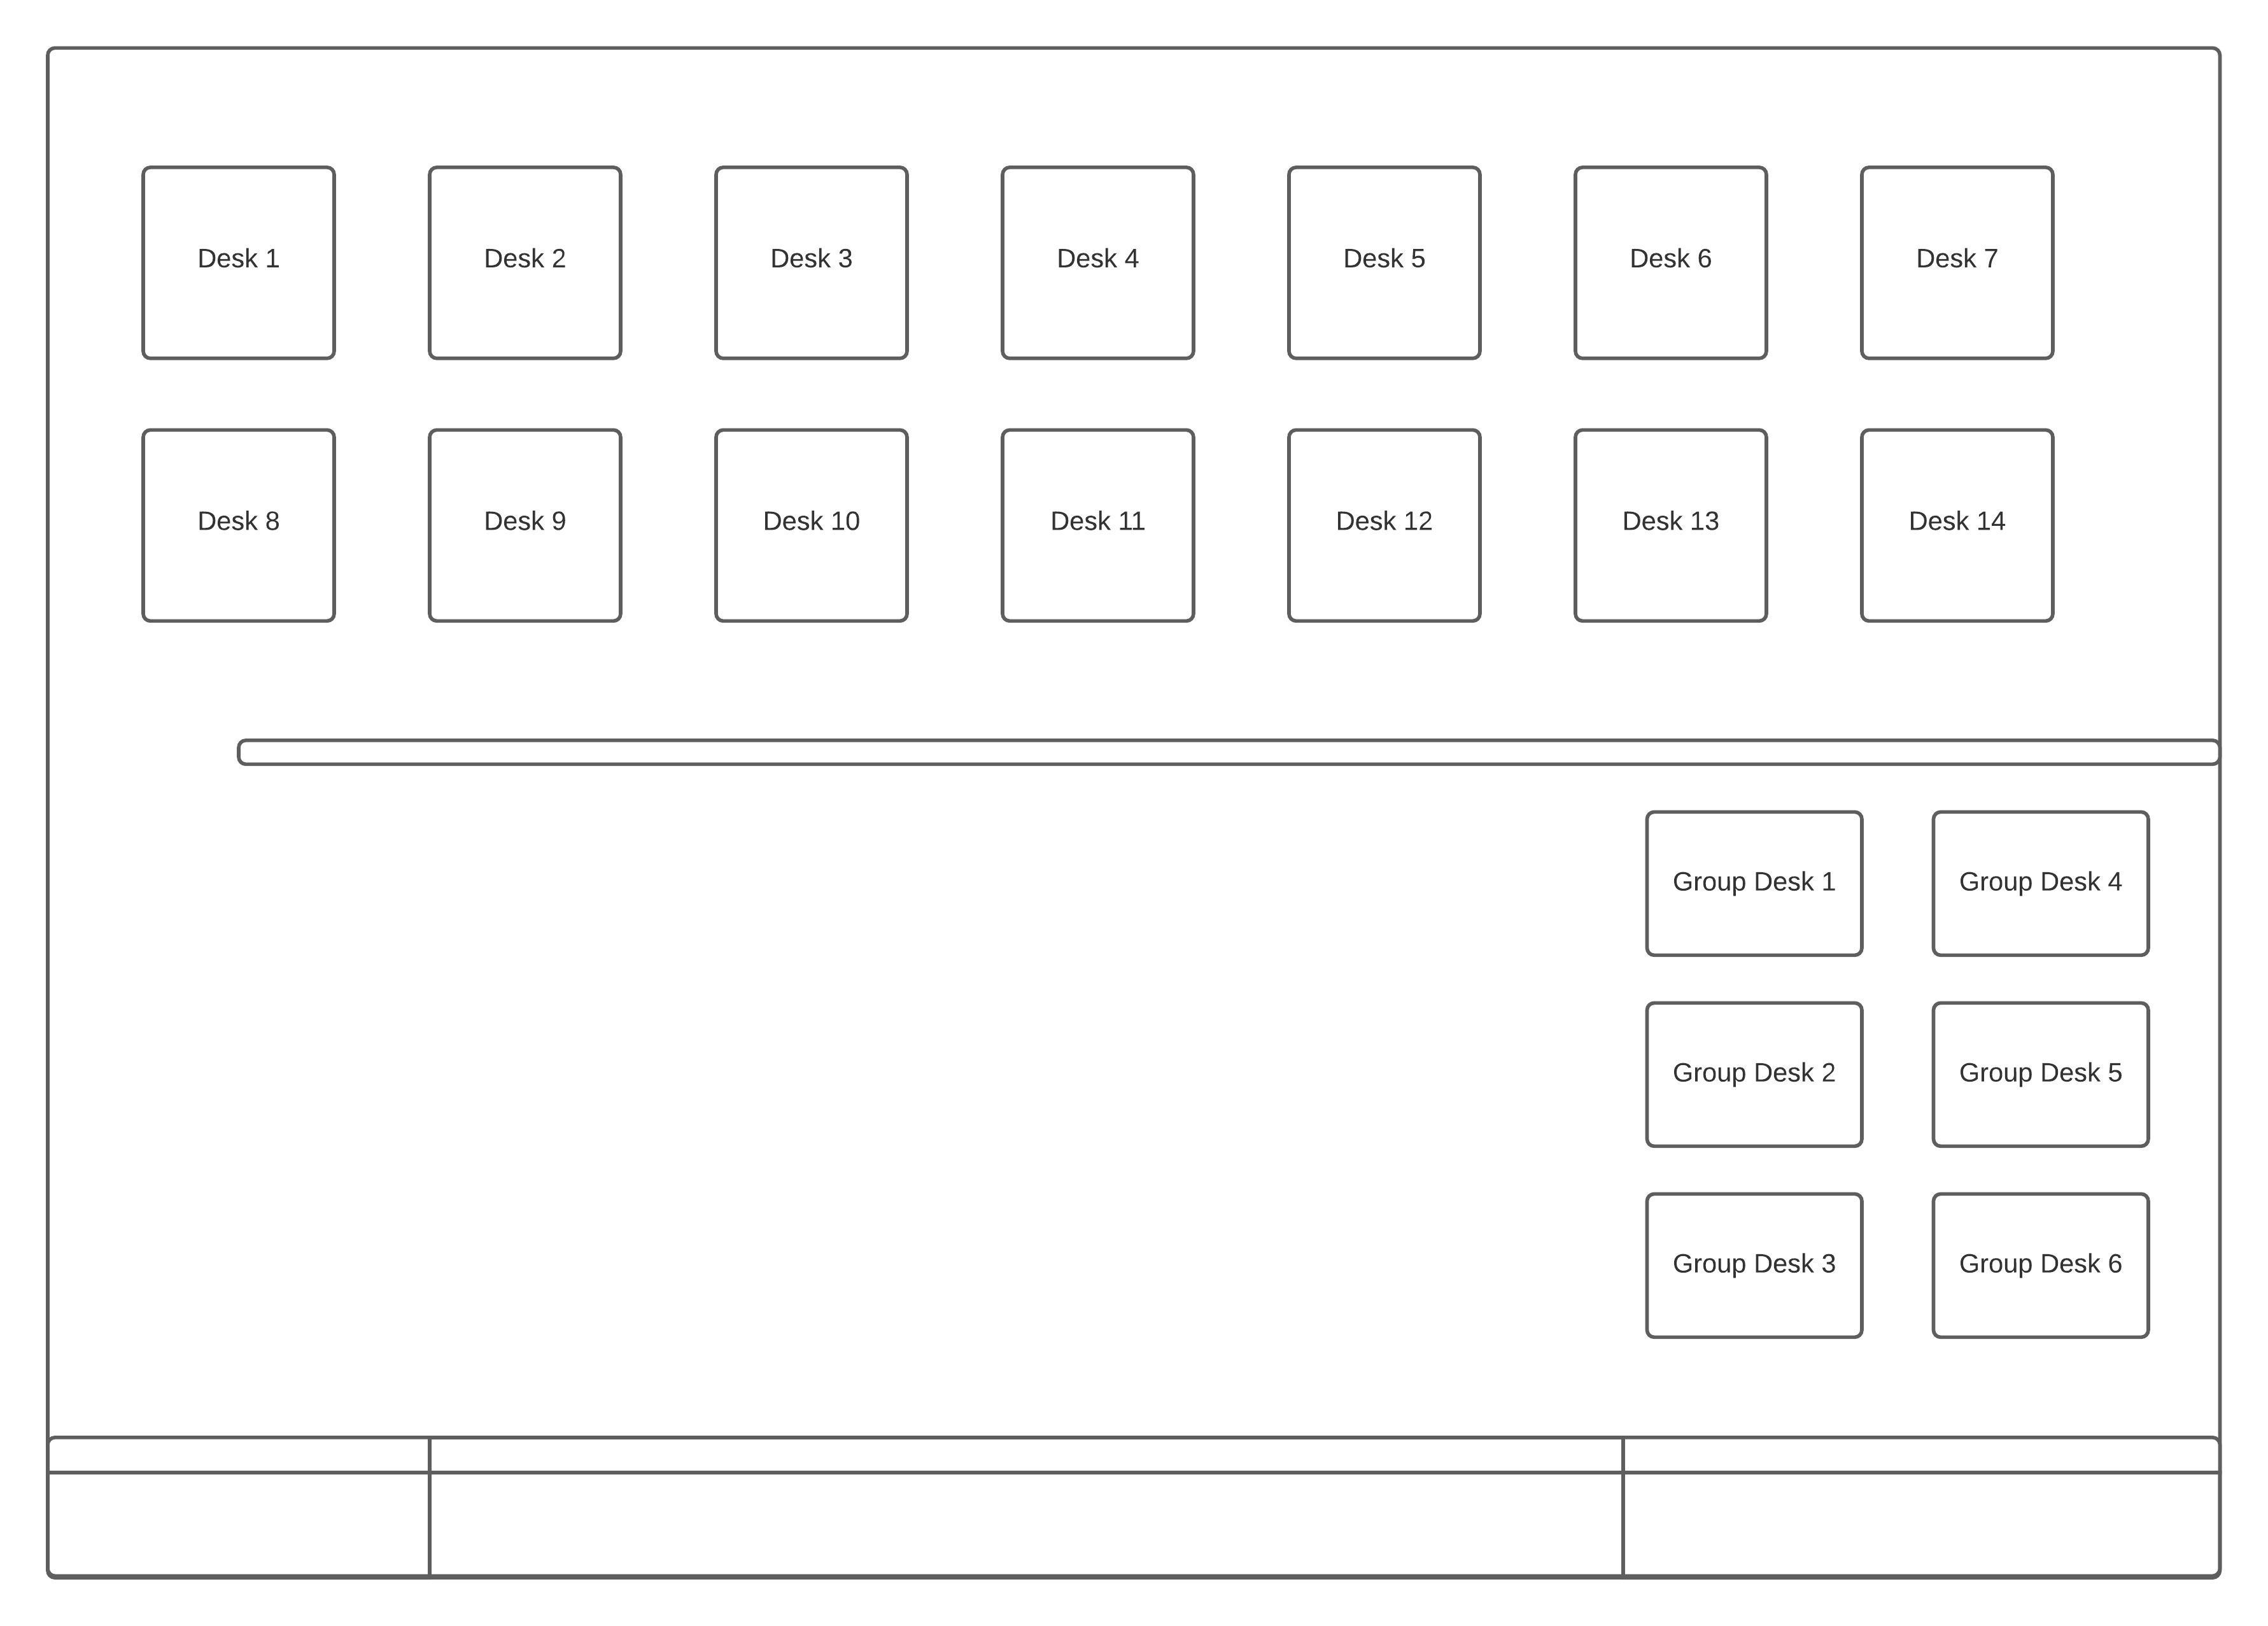 Desk 1
Desk 2
Desk 3
Desk 4
Desk 5
Desk 6
Desk 7
Desk 8
Desk 9
Desk 10
Desk 11
Desk 12
Desk 13
Desk 14
Group Desk 1
Group Desk 4
Group Desk 2
Group Desk 5
Group Desk 3
Group Desk 6